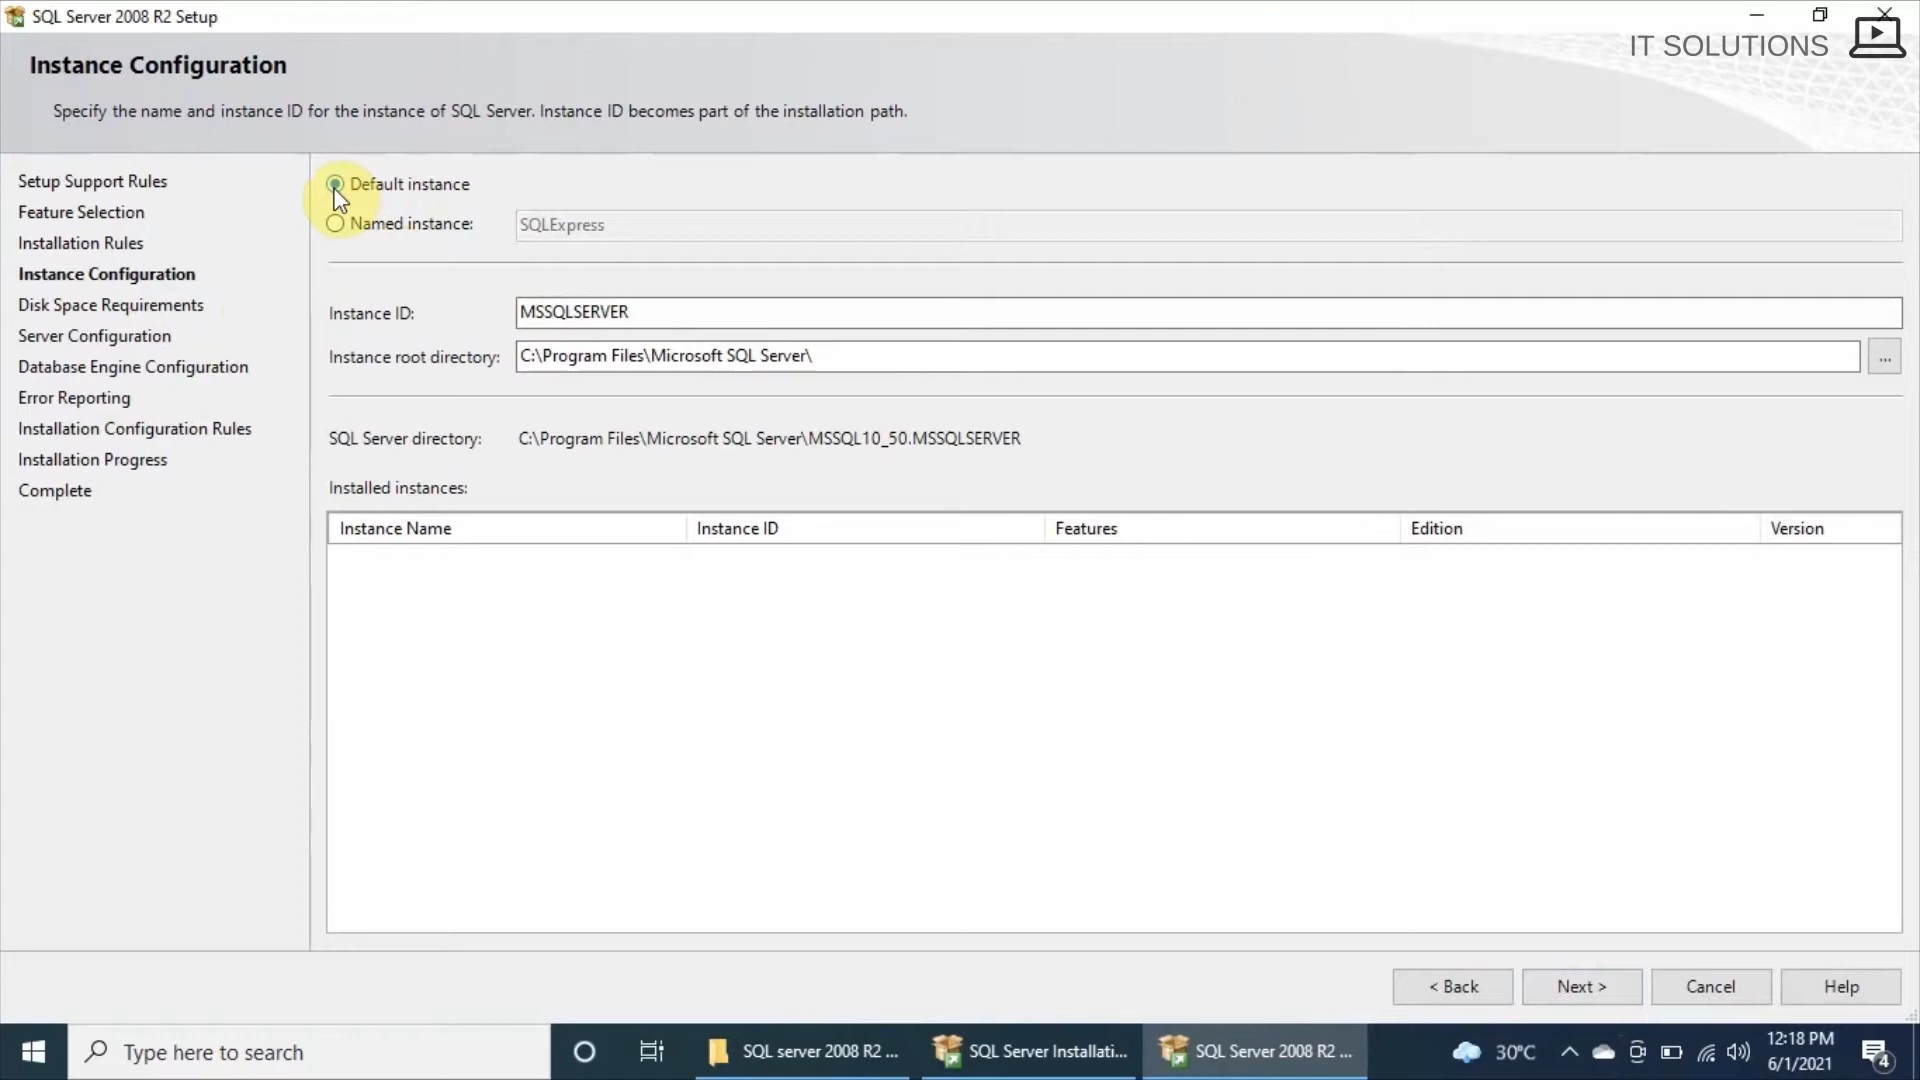 SQL Server 2008 R2 Setup
IT SOLUTIONS
Instance Configuration
Specify the name and instance ID for the instance of SQL Server. Instance ID becomes part of the installation path.
Setup Support Rules
Feature Selection
Installation Rules
Instance Configuration
Disk Space Requirements
Server Configuration
Database Engine Configuration
Error Reporting
Installation Configuration Rules
Installation Progress
Complete
Default instance
Named instance: SQLExpress
Instance ID: MSSQLSERVER
Instance root directory: C:\Program Files\Microsoft SQL Server\ ...
SQL Server directory: C:\Program Files\Microsoft SQL Server\MSSQL10_50.MSSQLSERVER
Installed instances:
Instance Name Instance ID Features Edition Version
< Back Next > Cancel Help
Type here to search SQL server 2008 R2 ... SQL Server Installati... SQL Server 2008 R2 ... 30°C 12:18 PM
6/1/2021 4